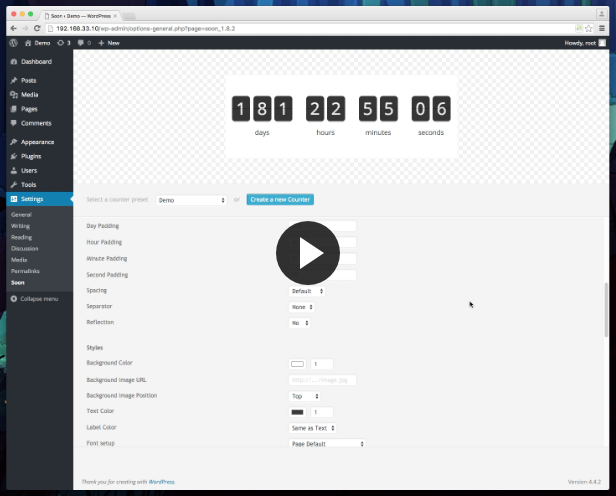 Soon ‹ Demo — WordPress
192.168.33.10/wp-admin/options-general.php?page=soon_1.8.2
Demo 3 0 + New Howdy, root
Dashboard
Posts
Media
Pages
Comments
Appearance
Plugins
Users
Tools
Settings
General
Writing
Reading
Discussion
Media
Permalinks
Soon
Collapse menu
181 22 55 06
days hours minutes seconds
Select a counter preset Demo or Create a new Counter
Day Padding
Hour Padding
Minute Padding
Second Padding
Spacing Default
Separator None
Reflection No
Styles
Background Color 1
Background Image URL http://.../image.jpg
Background Image Position Top
Text Color 1
Label Color Same as Text
Font setup Page Default
Thank you for creating with WordPress. Version 4.4.2